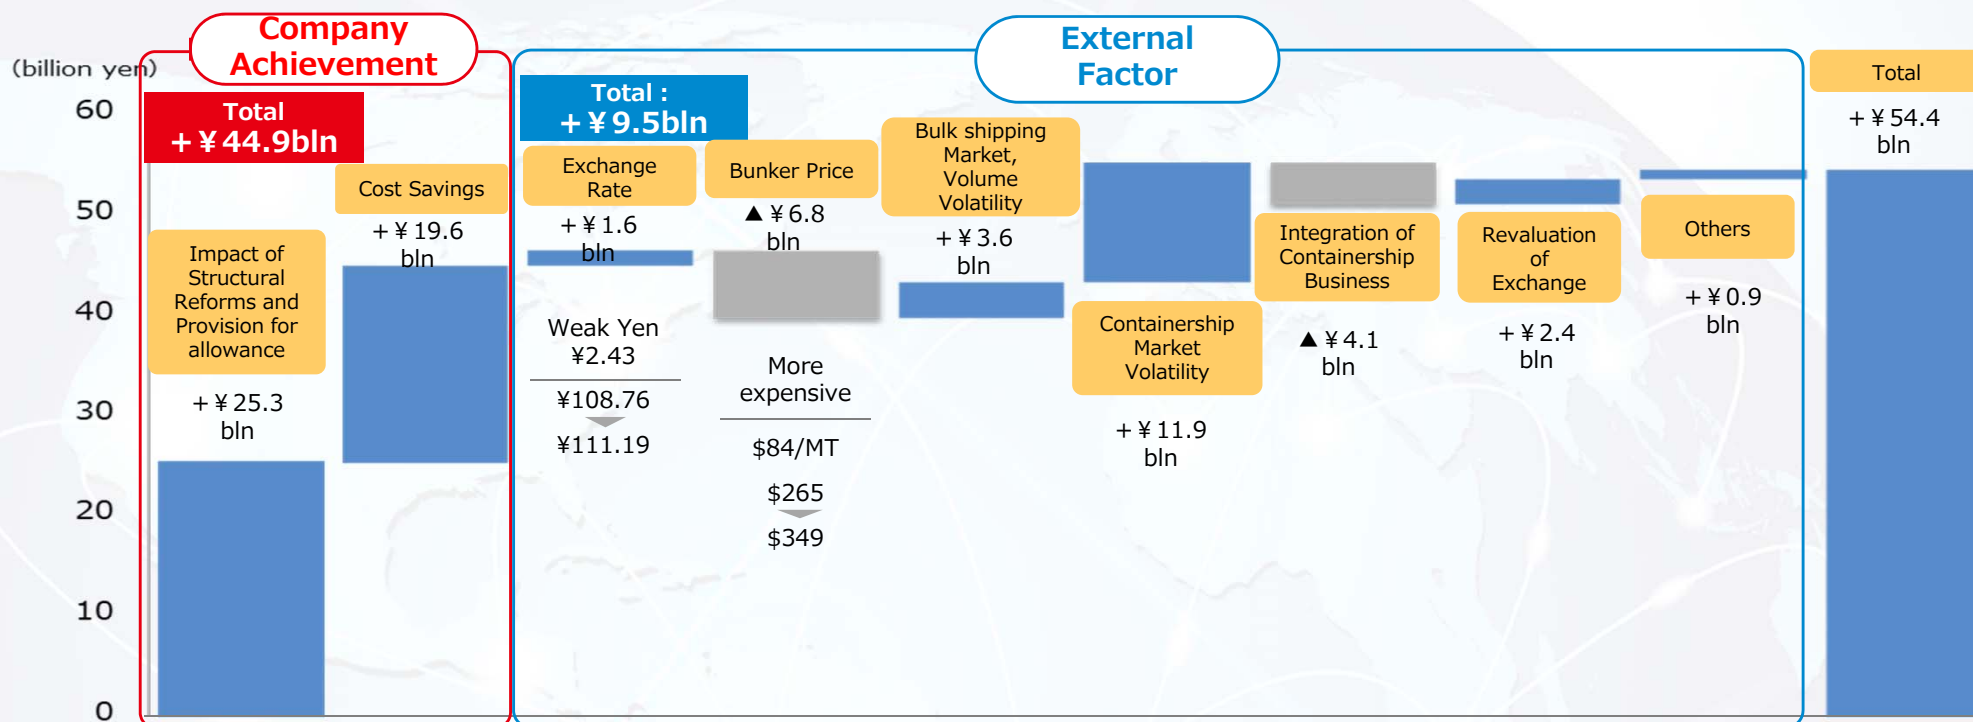 Company
Achievement
External
Factor
(billion yen)
60
50
40
30
20
10
0
Total
+¥44.9bln
Impact of
Structural
Reforms and
Provision for
allowance
+¥25.3
bln
Cost Savings
+¥19.6
bln
Total :
+¥9.5bln
Exchange
Rate
+¥1.6
bln
Weak Yen
¥2.43
¥108.76
¥111.19
Bunker Price
▲¥6.8
bln
More
expensive
$84/MT
$265
$349
Bulk shipping
Market,
Volume
Volatility
+¥3.6
bln
Containership
Market
Volatility
+¥11.9
bln
Integration of
Containership
Business
▲¥4.1
bln
Revaluation
of
Exchange
+¥2.4
bln
Others
+¥0.9
bln
Total
+¥54.4
bln